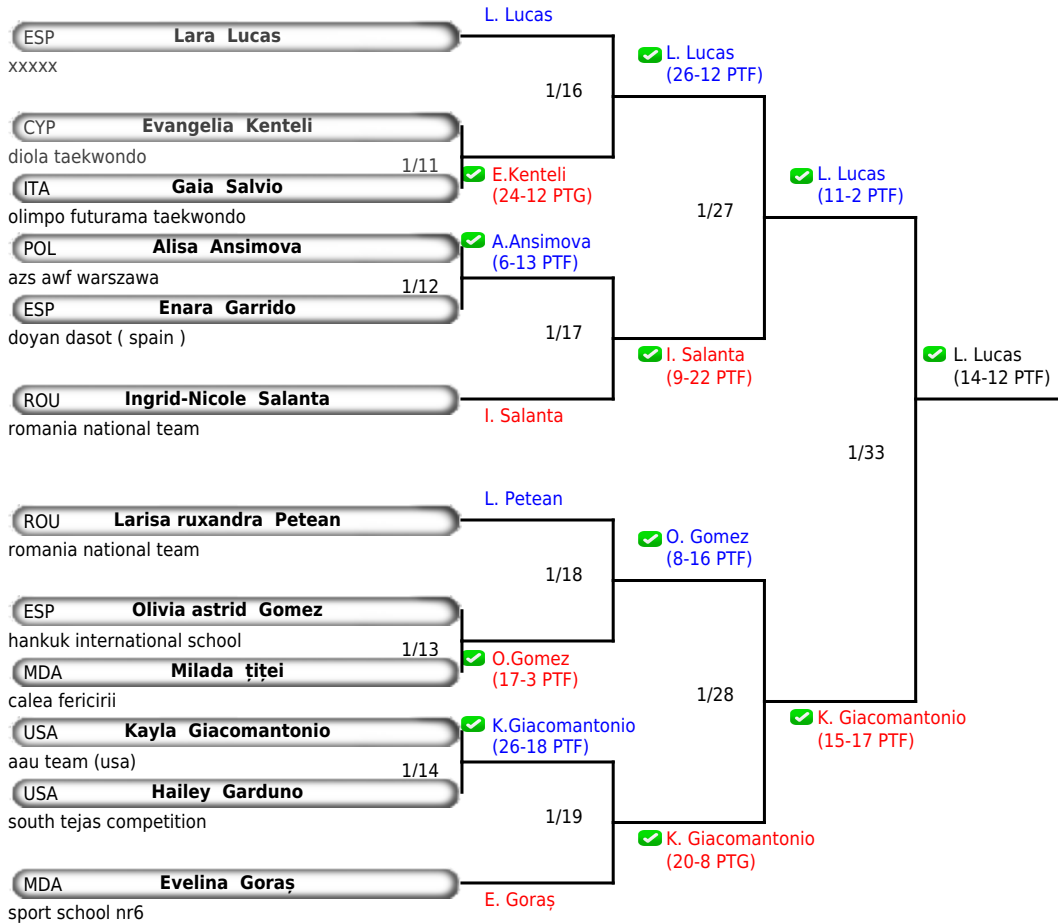 L. Lucas
ESP Lara Lucas
xxxxx
L. Lucas
(26-12 PTF)
1/16
CYP Evangelia Kenteli
diola taekwondo
1/11
E.Kenteli
(24-12 PTG)
ITA Gaia Salvio
olimpo futurama taekwondo
L. Lucas
(11-2 PTF)
1/27
POL Alisa Ansimova
azs awf warszawa
A.Ansimova
(6-13 PTF)
1/12
ESP Enara Garrido
doyan dasot ( spain )
1/17
I. Salanta
(9-22 PTF)
L. Lucas
(14-12 PTF)
ROU Ingrid-Nicole Salanta
romania national team
I. Salanta
1/33
L. Petean
ROU Larisa ruxandra Petean
romania national team
O. Gomez
(8-16 PTF)
1/18
ESP Olivia astrid Gomez
hankuk international school
1/13
O.Gomez
(17-3 PTF)
MDA Milada țiței
calea fericirii
1/28
K. Giacomantonio
(15-17 PTF)
USA Kayla Giacomantonio
aau team (usa)
K.Giacomantonio
(26-18 PTF)
1/14
USA Hailey Garduno
south tejas competition
1/19
K. Giacomantonio
(20-8 PTG)
MDA Evelina Goraș
sport school nr6
E. Goraș